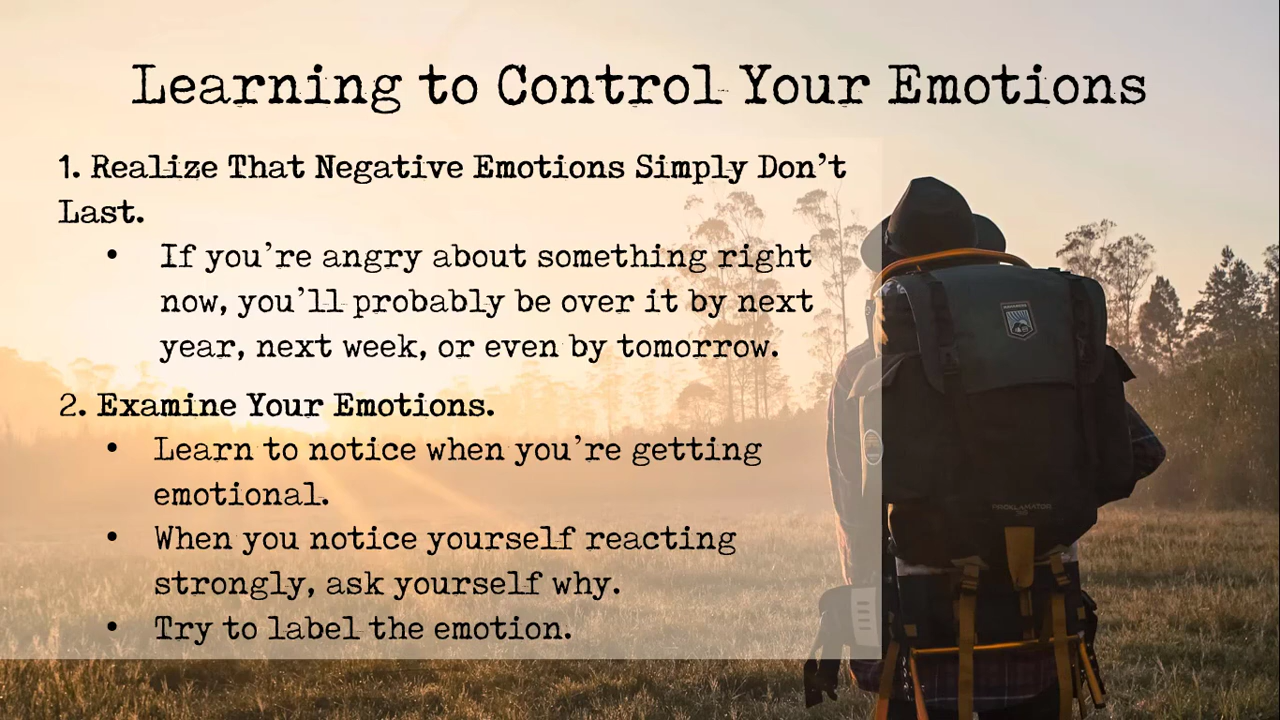 Learning to Control Your Emotions
1. Realize That Negative Emotions Simply Don't
Last.
• If you're angry about something right
now, you'll probably be over it by next
year, next week, or even by tomorrow.
2. Examine Your Emotions.
• Learn to notice when you're getting
emotional.
• When you notice yourself reacting
strongly, ask yourself why.
• Try to label the emotion.